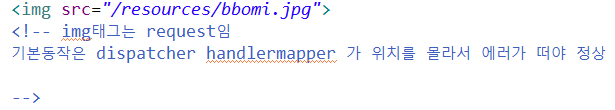 <img src="/resources/bbomi.jpg">
<!-- img태그는 request임
기본동작은 dispatcher handlermapper 가 위치를 몰라서 에러가 떠야 정상
-->